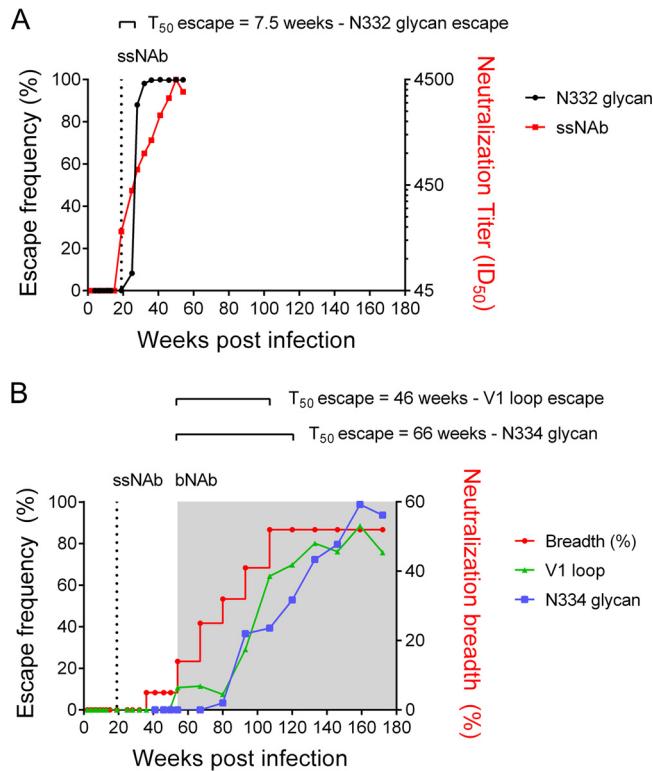 A
T50 escape = 7.5 weeks - N332 glycan escape
ssNAb
Escape frequency (%)
100
80
60
40
20
0
0 20 40 60 80 100 120 140 160 180
Weeks post infection
4500
450
45
Neutralization Titer (ID50)
N332 glycan
ssNAb
B
T50 escape = 46 weeks - V1 loop escape
T50 escape = 66 weeks - N334 glycan
ssNAb bNAb
Escape frequency (%)
100
80
60
40
20
0
0 20 40 60 80 100 120 140 160 180
Weeks post infection
60
40
20
0
Neutralization breadth (%)
Breadth (%)
V1 loop
N334 glycan